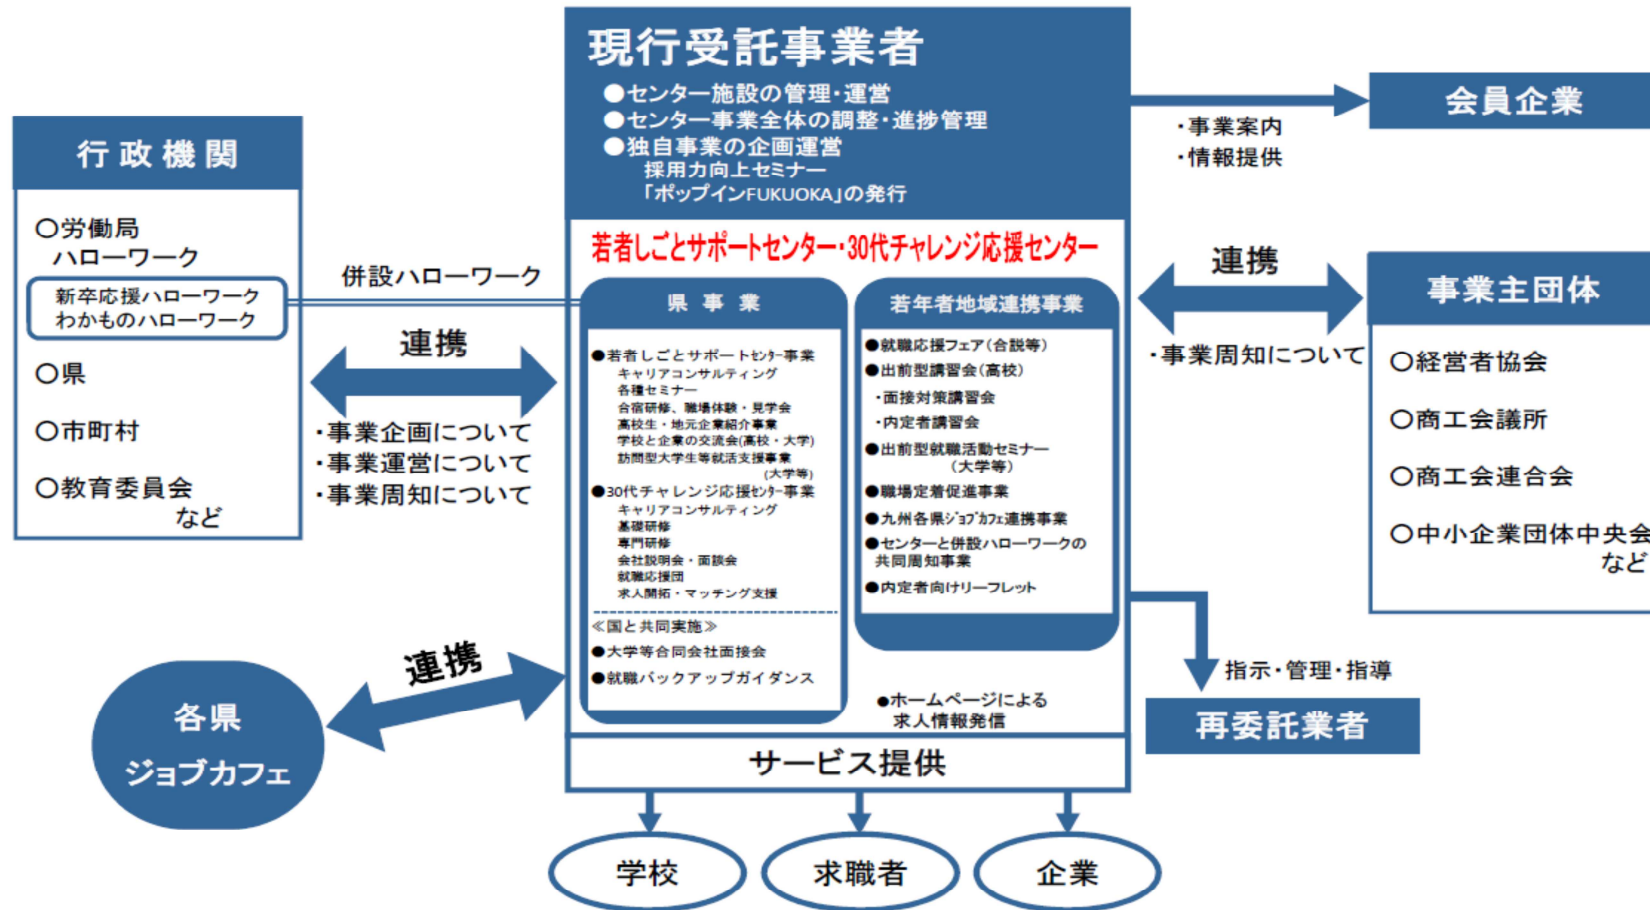 現行受託事業者
●センター施設の管理・運営
●センター事業全体の調整・進捗管理
●独自事業の企画運営
採用力向上セミナー
「ポップインFUKUOKA」の発行
会員企業
・事業案内
・情報提供
行政機関
○労働局
ハローワーク
新卒応援ハローワーク
わかものハローワーク
○県
○市町村
○教育委員会
など
併設ハローワーク
連携
・事業企画について
・事業運営について
・事業周知について
若者しごとサポートセンター・30代チャレンジ応援センター
県事業
●若者しごとサポートセンター事業
キャリアコンサルティング
各種セミナー
合宿研修、職場体験・見学会
高校生・地元企業紹介事業
学校と企業の交流会(高校・大学)
訪問型大学生等就活支援事業
(大学等)
●30代チャレンジ応援センター事業
キャリアコンサルティング
基礎研修
専門研修
会社説明会・面談会
就職応援団
求人開拓・マッチング支援
≪国と共同実施≫
●大学等合同会社面接会
●就職バックアップガイダンス
若年者地域連携事業
●就職応援フェア(合説等)
●出前型講習会(高校)
・面接対策講習会
・内定者講習会
●出前型就職活動セミナー
(大学等)
●職場定着促進事業
●九州各県ジョブカフェ連携事業
●センターと併設ハローワークの
共同周知事業
●内定者向けリーフレット
●ホームページによる
求人情報発信
連携
・事業周知について
事業主団体
○経営者協会
○商工会議所
○商工会連合会
○中小企業団体中央会
など
指示・管理・指導
再委託業者
連携
各県
ジョブカフェ
サービス提供
学校
求職者
企業